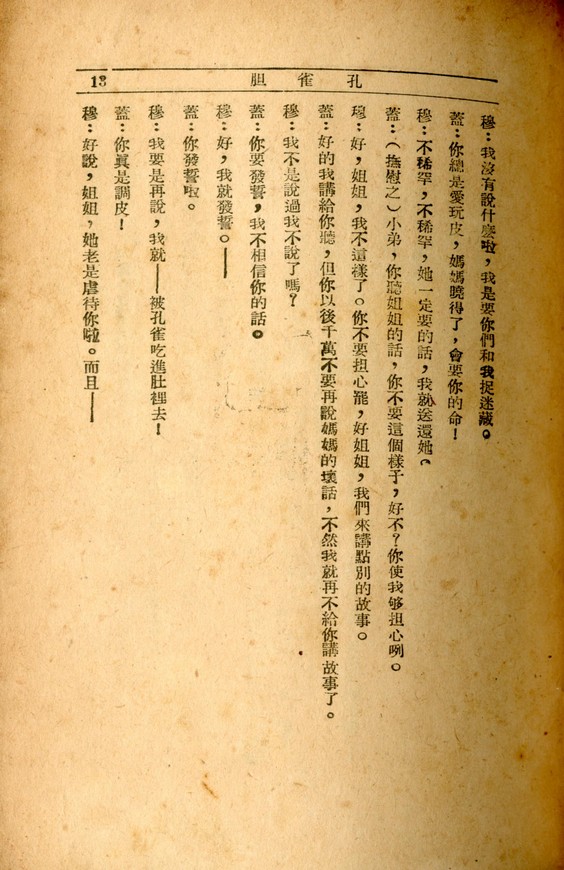 孔雀胆
13
穆：我沒有說什麽啦，我是要你們和我捉迷藏。
蓋：你總是愛玩皮，媽媽曉得了，會要你的命！
穆：不稀罕，不稀罕，她一定要的話，我就送還她。
蓋：（撫慰之）小弟，你聽姐姐的話，你不要這個樣子，好不？你使我够担心咧。
穆：好，姐姐，我不這樣了。你不要担心罷，好姐姐，我們來講點別的故事。
蓋：好的我講給你聽，但你以後千萬不要再說媽媽的壞話，不然我就再不給你講故事了。
穆：我不是說過我不說了嗎？
蓋：你要發誓，我不相信你的話。
穆：好，我就發誓。——
蓋：你發誓啦。
穆：我要是再說，我就——被孔雀吃進肚裡去！
蓋：你眞是調皮！
穆：好說，姐姐，她老是虐待你啦。而且——